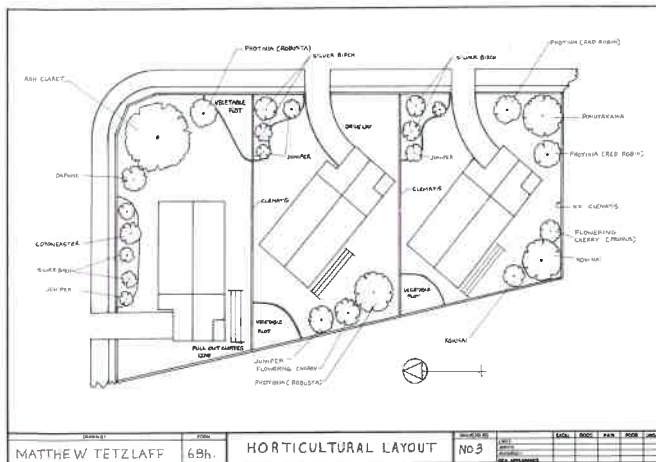 PHOTINIA (ROBUSTA)
SILVER BIRCH
SILVER BIRCH
PHOTINIA (RED ROBIN)
ASH CLARET
VEGETABLE
PLOT
DRIVEWAY
POHUTAKAWA
JUNIPER
JUNIPER
PHOTINIA (RED ROBIN)
DAPHNE
CLEMATIS
CLEMATIS
N.Z. CLEMATIS
COTONEASTER
FLOWERING
CHERRY (PRUNUS)
SILVER BIRCH
KOWHAI
JUNIPER
VEGETABLE
PLOT
VEGETABLE
PLOT
PULL OUT CLOTHES
LINE
KOWHAI
JUNIPER
FLOWERING CHERRY
PHOTINIA (ROBUSTA)
DRAWN BY
FORM
MATTHEW TETZLAFF
6Bh.
HORTICULTURAL LAYOUT
NO3
EXCEL
GOOD
FAIR
POOR